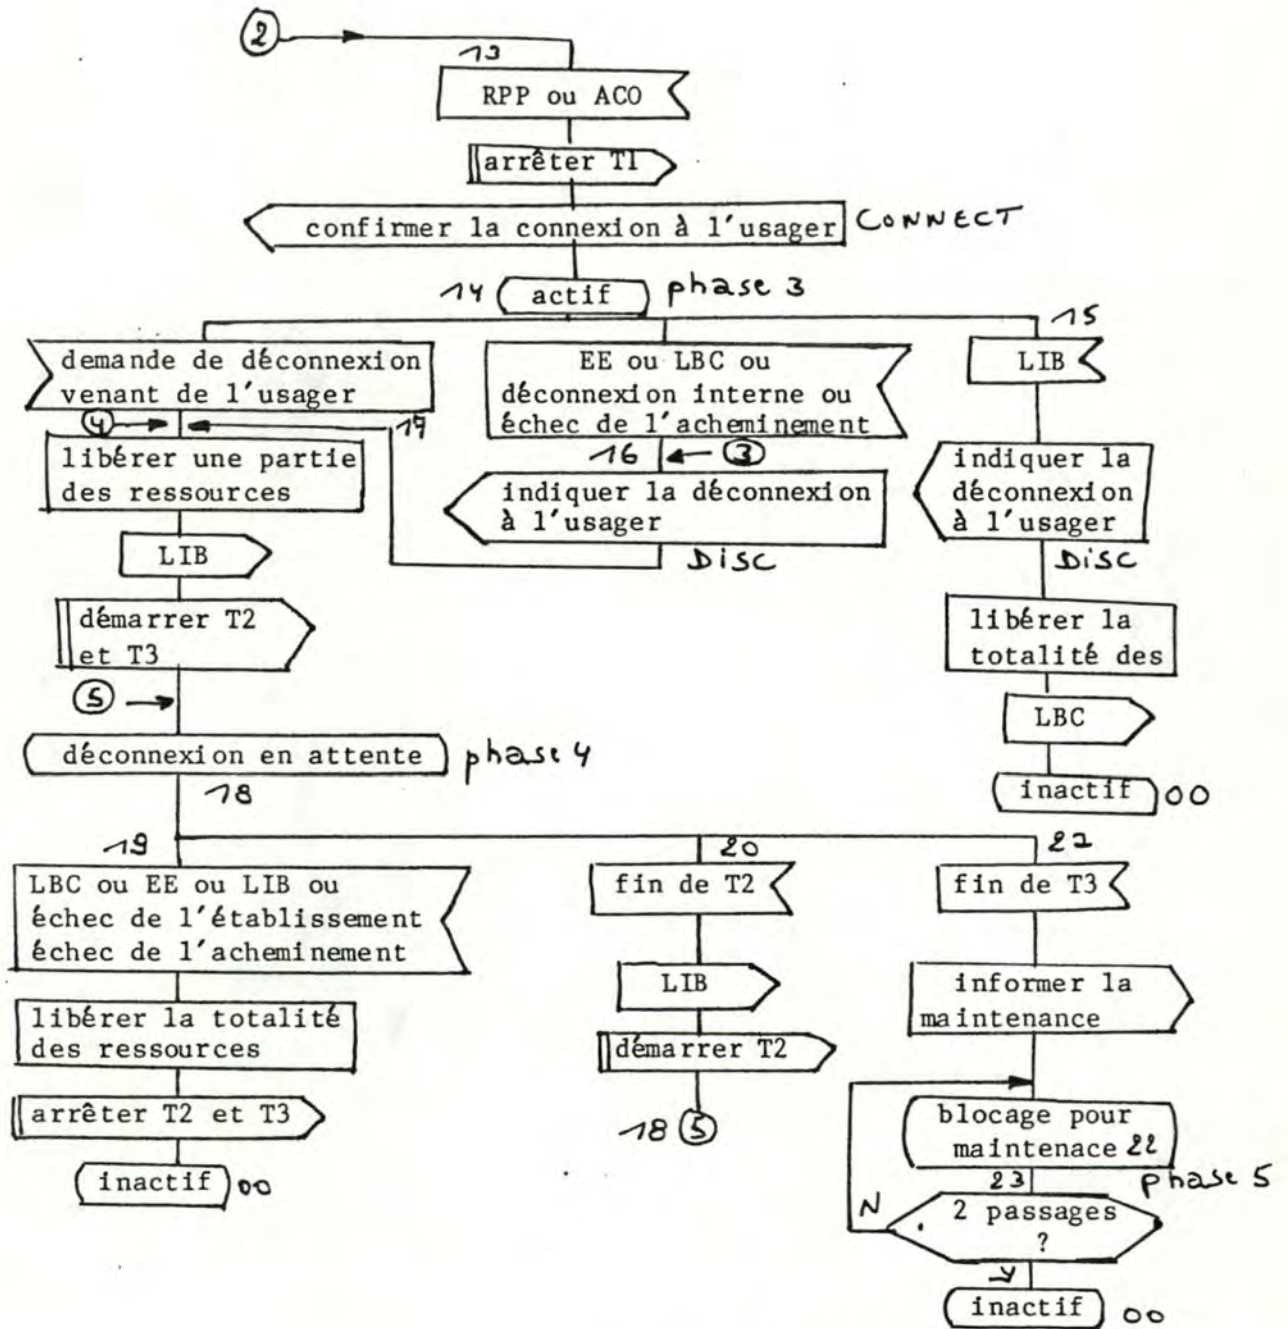 2
13
RPP ou ACO
arrêter T1
confirmer la connexion à l'usager CONNECT
14 actif phase 3
15
demande de déconnexion
venant de l'usager
EE ou LBC ou
déconnexion interne ou
échec de l'acheminement
LIB
4
17
16
3
libérer une partie
des ressources
indiquer la déconnexion
à l'usager
DISC
indiquer la
déconnexion
à l'usager
DISC
LIB
démarrer T2
et T3
libérer la
totalité des
5
LBC
déconnexion en attente phase 4
18
inactif 00
19
20
LBC ou EE ou LIB ou
échec de l'établissement
échec de l'acheminement
fin de T2
fin de T3
libérer la totalité
des ressources
LIB
informer la
maintenance
arrêter T2 et T3
démarrer T2
18 5
blocage pour
maintenace 22
phase 5
inactif 00
23
N
2 passages
?
y
inactif 00